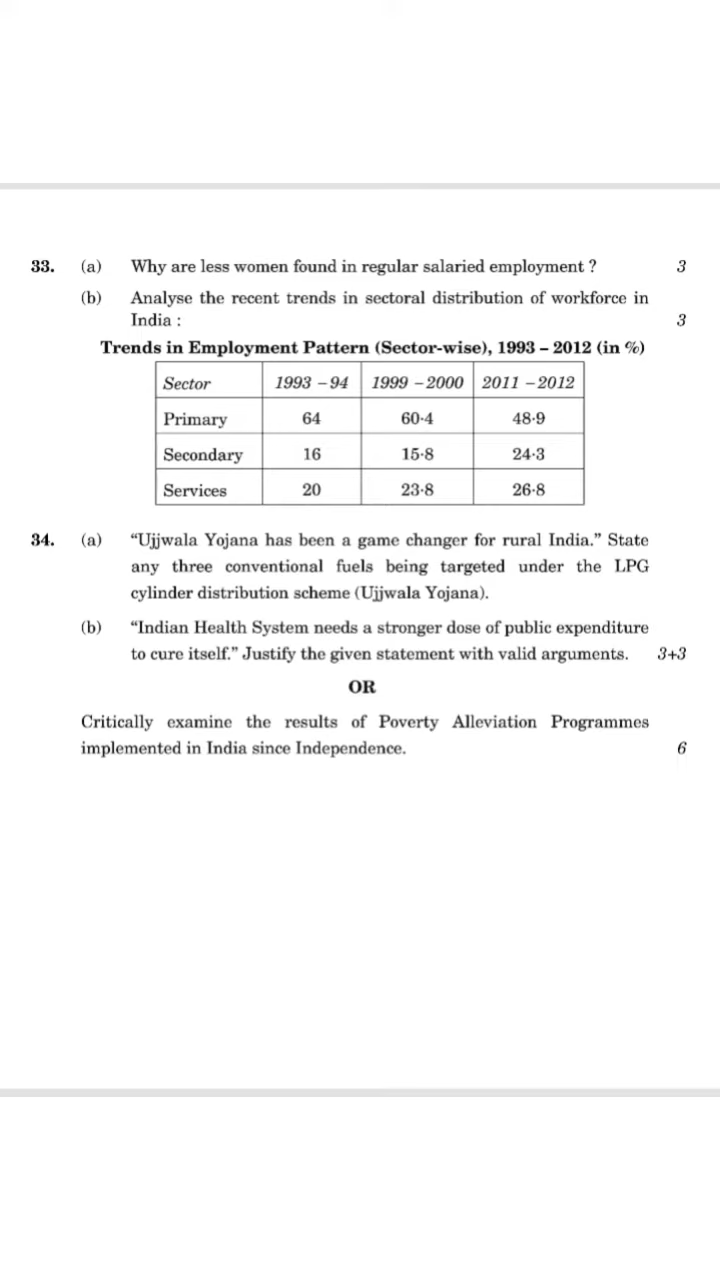 33. (a) Why are less women found in regular salaried employment ? 3
(b) Analyse the recent trends in sectoral distribution of workforce in
India : 3
Trends in Employment Pattern (Sector-wise), 1993 – 2012 (in %)
Sector 1993 – 94 1999 – 2000 2011 – 2012
Primary 64 60·4 48·9
Secondary 16 15·8 24·3
Services 20 23·8 26·8
34. (a) “Ujjwala Yojana has been a game changer for rural India.” State
any three conventional fuels being targeted under the LPG
cylinder distribution scheme (Ujjwala Yojana).
(b) “Indian Health System needs a stronger dose of public expenditure
to cure itself.” Justify the given statement with valid arguments. 3+3
OR
Critically examine the results of Poverty Alleviation Programmes
implemented in India since Independence. 6